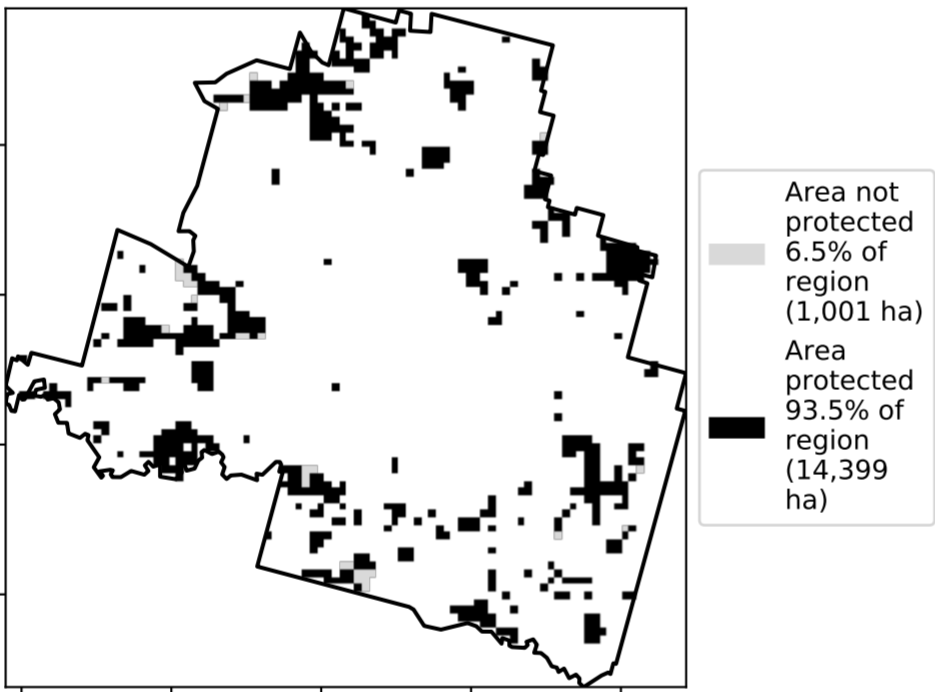 Area not
protected
6.5% of
region
(1,001 ha)
Area
protected
93.5% of
region
(14,399
ha)